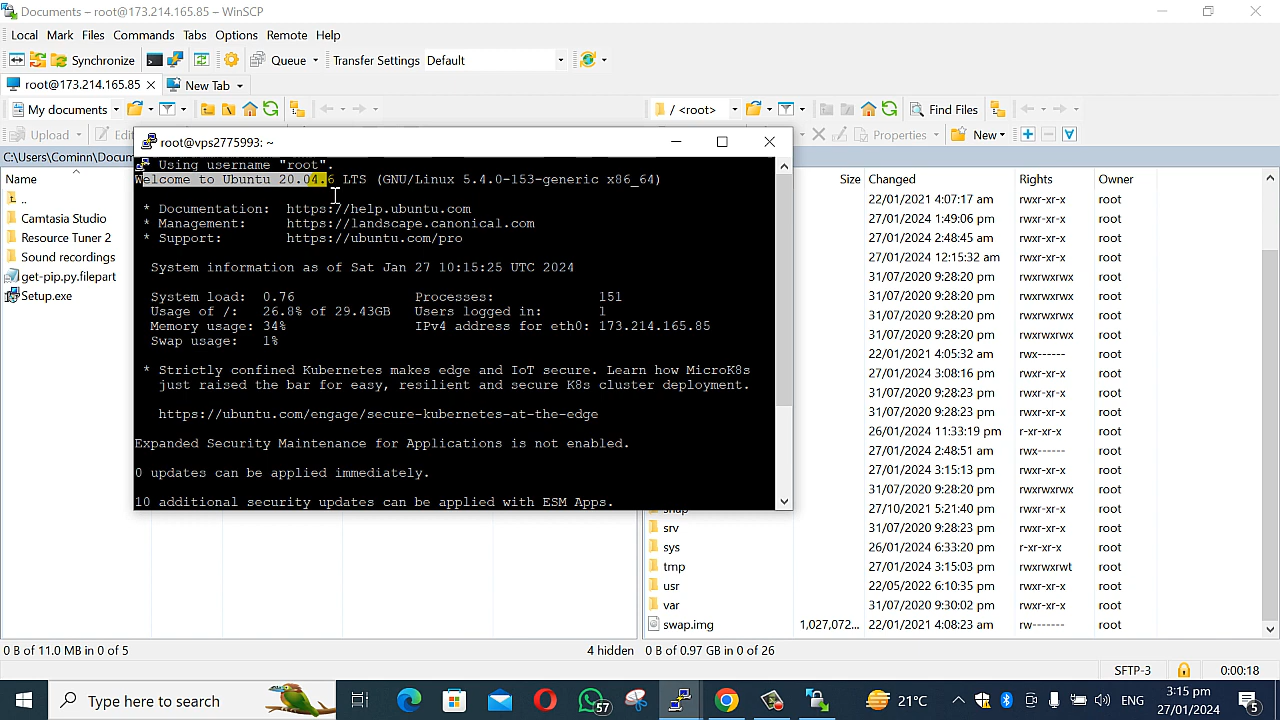 Documents – root@173.214.165.85 – WinSCP
Local Mark Files Commands Tabs Options Remote Help
Synchronize Queue Transfer Settings Default
root@173.214.165.85 New Tab
My documents / <root> Find Files
Upload Edi Properties New
C:\Users\Cominn\Docum
Name Size Changed Rights Owner
..
Camtasia Studio
Resource Tuner 2
Sound recordings
get-pip.py.filepart
Setup.exe
root@vps2775993: ~
Using username "root".
Welcome to Ubuntu 20.04.6 LTS (GNU/Linux 5.4.0-153-generic x86_64)
* Documentation: https://help.ubuntu.com
* Management: https://landscape.canonical.com
* Support: https://ubuntu.com/pro
System information as of Sat Jan 27 10:15:25 UTC 2024
System load: 0.76 Processes: 151
Usage of /: 26.8% of 29.43GB Users logged in: 1
Memory usage: 34% IPv4 address for eth0: 173.214.165.85
Swap usage: 1%
* Strictly confined Kubernetes makes edge and IoT secure. Learn how MicroK8s
just raised the bar for easy, resilient and secure K8s cluster deployment.
https://ubuntu.com/engage/secure-kubernetes-at-the-edge
Expanded Security Maintenance for Applications is not enabled.
0 updates can be applied immediately.
10 additional security updates can be applied with ESM Apps.
22/01/2021 4:07:17 am rwxr-xr-x root
27/01/2024 1:49:06 pm rwxr-xr-x root
27/01/2024 2:48:45 am rwxr-xr-x root
27/01/2024 12:15:32 am rwxr-xr-x root
31/07/2020 9:28:20 pm rwxrwxrwx root
31/07/2020 9:28:20 pm rwxrwxrwx root
31/07/2020 9:28:20 pm rwxrwxrwx root
31/07/2020 9:28:20 pm rwxrwxrwx root
22/01/2021 4:05:32 am rwx------ root
27/01/2024 3:08:16 pm rwxr-xr-x root
31/07/2020 9:28:23 pm rwxr-xr-x root
31/07/2020 9:28:23 pm rwxr-xr-x root
26/01/2024 11:33:19 pm r-xr-xr-x root
27/01/2024 2:48:51 am rwx------ root
27/01/2024 3:15:13 pm rwxr-xr-x root
31/07/2020 9:28:20 pm rwxrwxrwx root
snap 27/10/2021 5:21:40 pm rwxr-xr-x root
srv 31/07/2020 9:28:23 pm rwxr-xr-x root
sys 26/01/2024 6:33:20 pm r-xr-xr-x root
tmp 27/01/2024 3:15:03 pm rwxrwxrwt root
usr 22/05/2022 6:10:35 pm rwxr-xr-x root
var 31/07/2020 9:30:02 pm rwxr-xr-x root
swap.img 1,027,072... 22/01/2021 4:08:23 am rw------- root
0 B of 11.0 MB in 0 of 5 4 hidden 0 B of 0.97 GB in 0 of 26
SFTP-3 0:00:18
Type here to search 57 21°C ENG 3:15 pm
27/01/2024 5